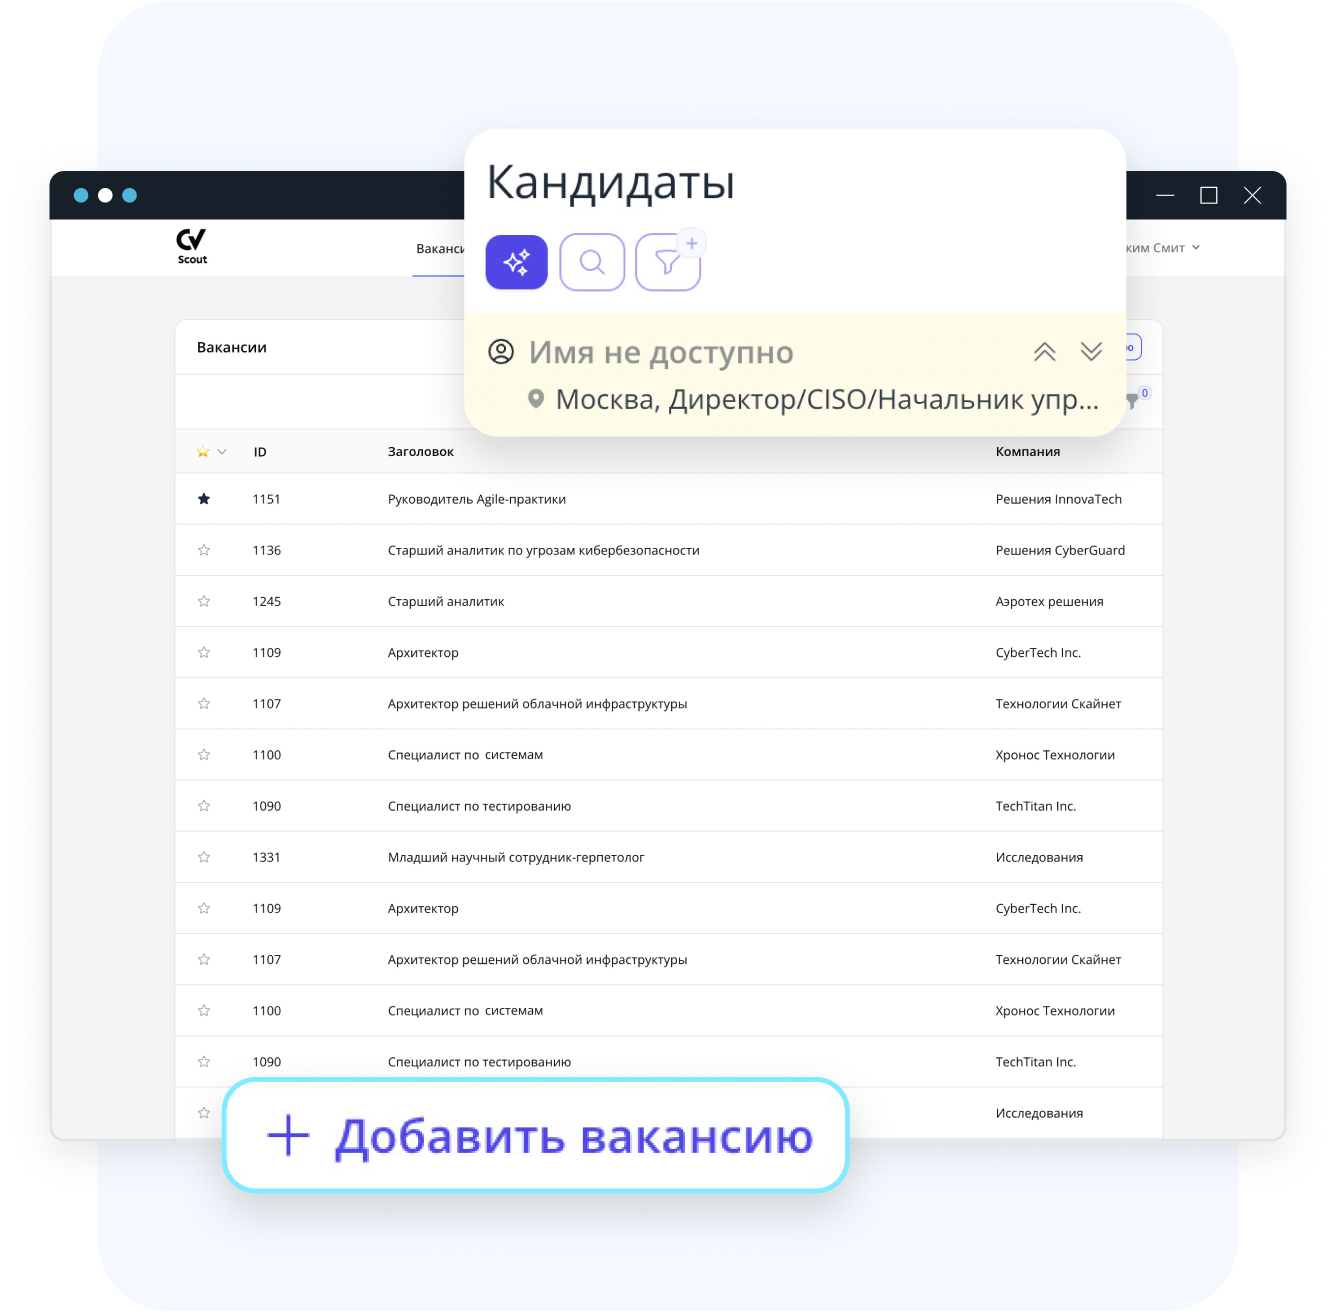 Кандидаты
CV
Scout
Имя не доступно
Москва, Директор/CISO/Начальник упр...
Смит
Вакансии
0
ID Заголовок Компания
1151 Руководитель Agile-практики Решения InnovaTech
1136 Старший аналитик по угрозам кибербезопасности Решения CyberGuard
1245 Старший аналитик Аэротех решения
1109 Архитектор CyberTech Inc.
1107 Архитектор решений облачной инфраструктуры Технологии Скайнет
1100 Специалист по системам Хронос Технологии
1090 Специалист по тестированию TechTitan Inc.
1331 Младший научный сотрудник-герпетолог Исследования
1109 Архитектор CyberTech Inc.
1107 Архитектор решений облачной инфраструктуры Технологии Скайнет
1100 Специалист по системам Хронос Технологии
1090 Специалист по тестированию TechTitan Inc.
Исследования
+ Добавить вакансию